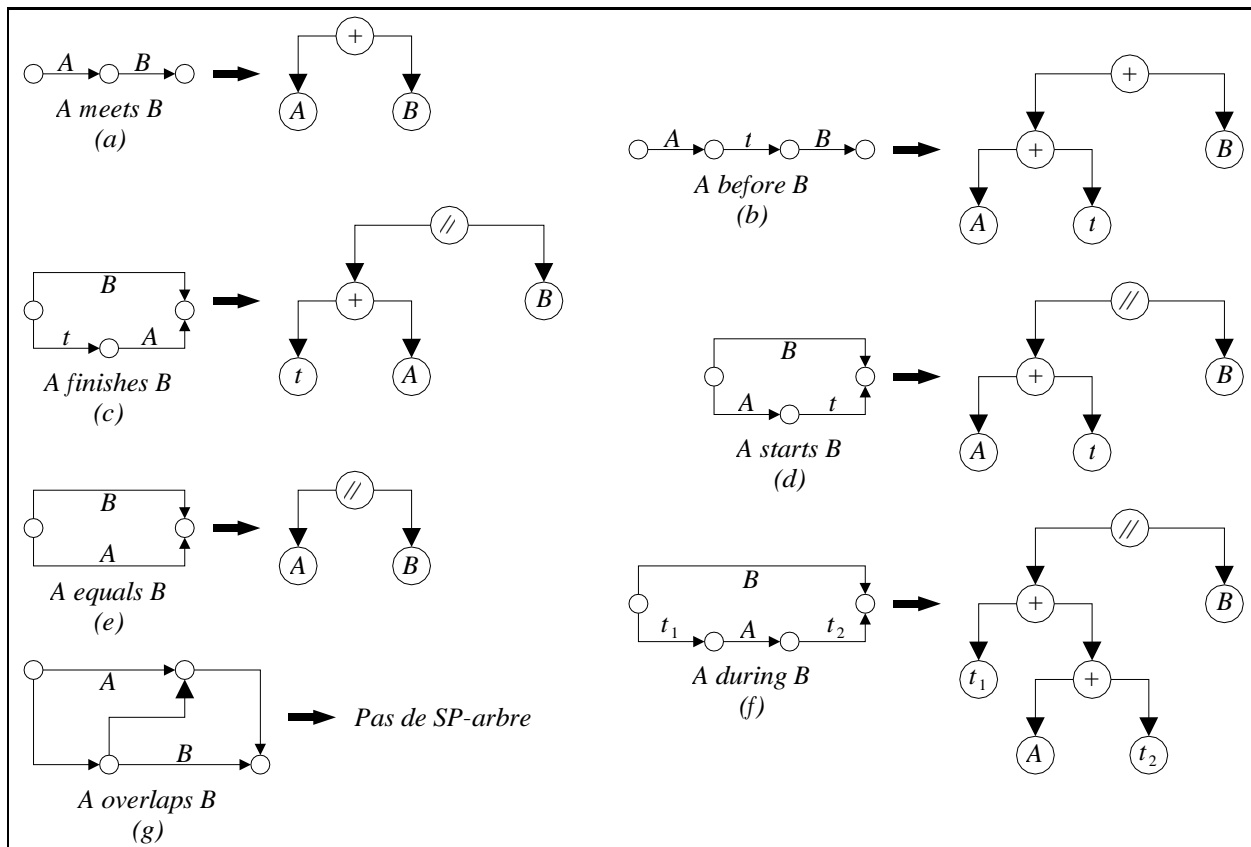 A B +
A B
A meets B
(a)
+
A t B + B
A before B
(b)
A t
//
B + B
t A
A finishes B
(c)
t A
//
B + B
A t
A starts B
(d)
A t
//
B
A
A B
A equals B
(e)
//
B + B
t1 A t2
A during B
(f)
t1 +
A t2
A
B
Pas de SP-arbre
A overlaps B
(g)